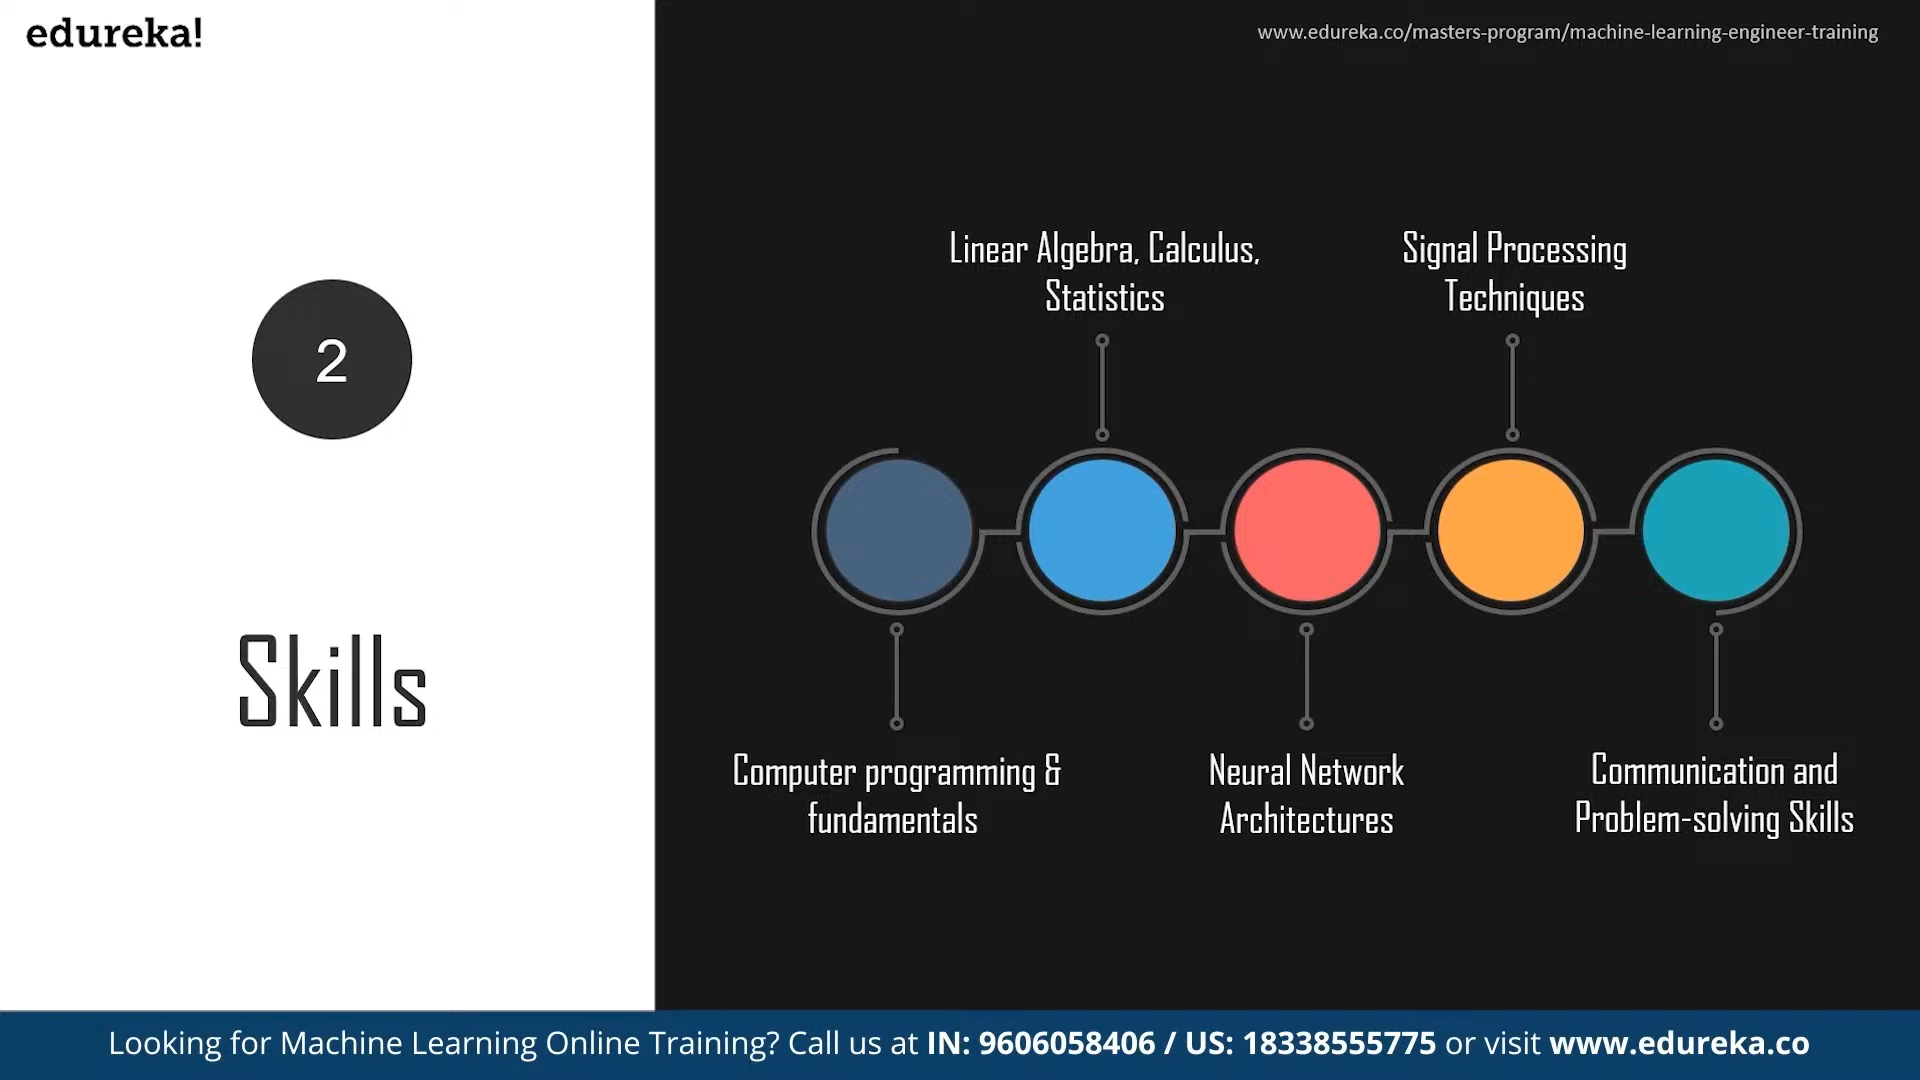 edureka!
www.edureka.co/masters-program/machine-learning-engineer-training
2
Skills
Linear Algebra, Calculus,
Statistics
Signal Processing
Techniques
Computer programming &
fundamentals
Neural Network
Architectures
Communication and
Problem-solving Skills
Looking for Machine Learning Online Training? Call us at IN: 9606058406 / US: 18338555775 or visit www.edureka.co